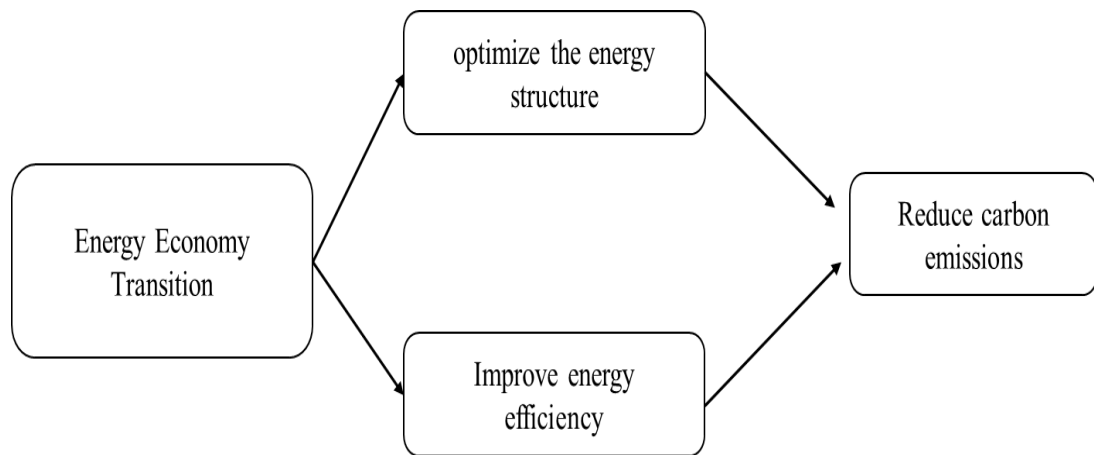 optimize the energy
structure
Energy Economy
Transition
Reduce carbon
emissions
Improve energy
efficiency